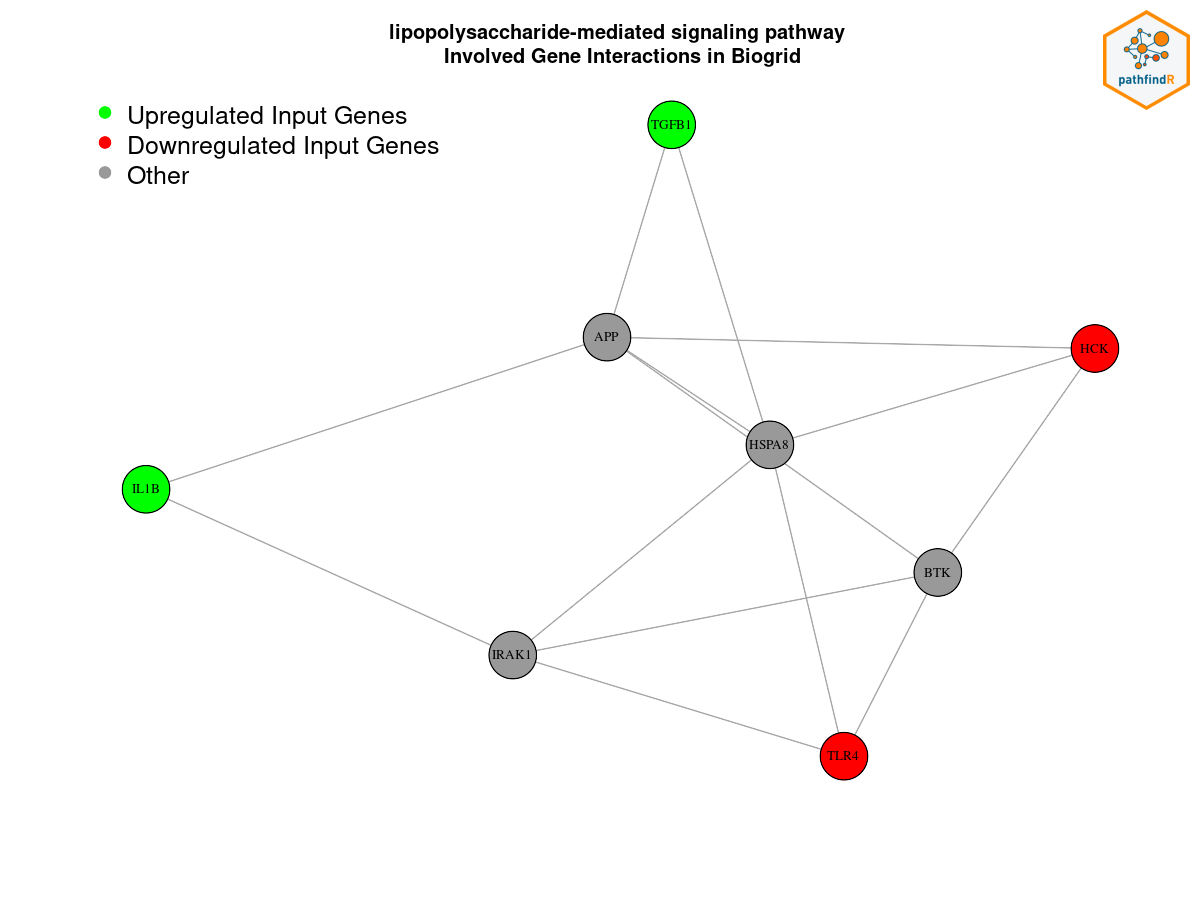 lipopolysaccharide-mediated signaling pathway
Involved Gene Interactions in Biogrid
pathfindR
Upregulated Input Genes
Downregulated Input Genes
Other
TGFB1
APP
HCK
HSPA8
IL1B
BTK
IRAK1
TLR4